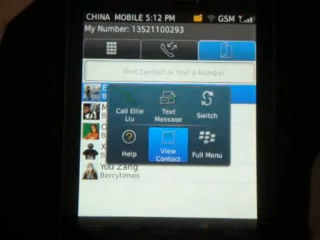 CHINA MOBILE 5:12 PM GSM
My Number: 13521100293
Find Contact or Dial a Number
E
B
M
B
C
B
X
B
Call Ellie Liu
Text Message
Switch
Help
View Contact
Full Menu
You Zang
Berrytimes